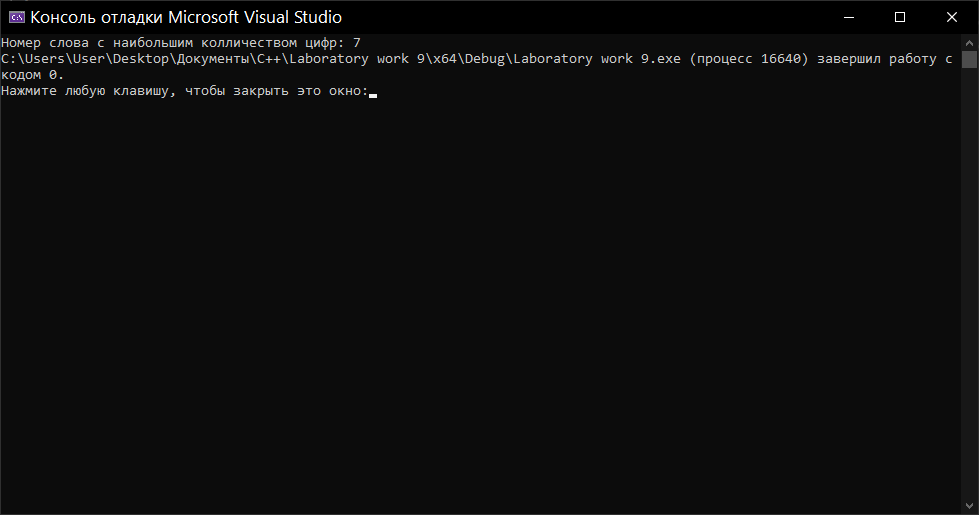 Консоль отладки Microsoft Visual Studio
Номер слова с наибольшим колличеством цифр: 7
C:\Users\User\Desktop\Документы\C++\Laboratory work 9\x64\Debug\Laboratory work 9.exe (процесс 16640) завершил работу с
кодом 0.
Нажмите любую клавишу, чтобы закрыть это окно: